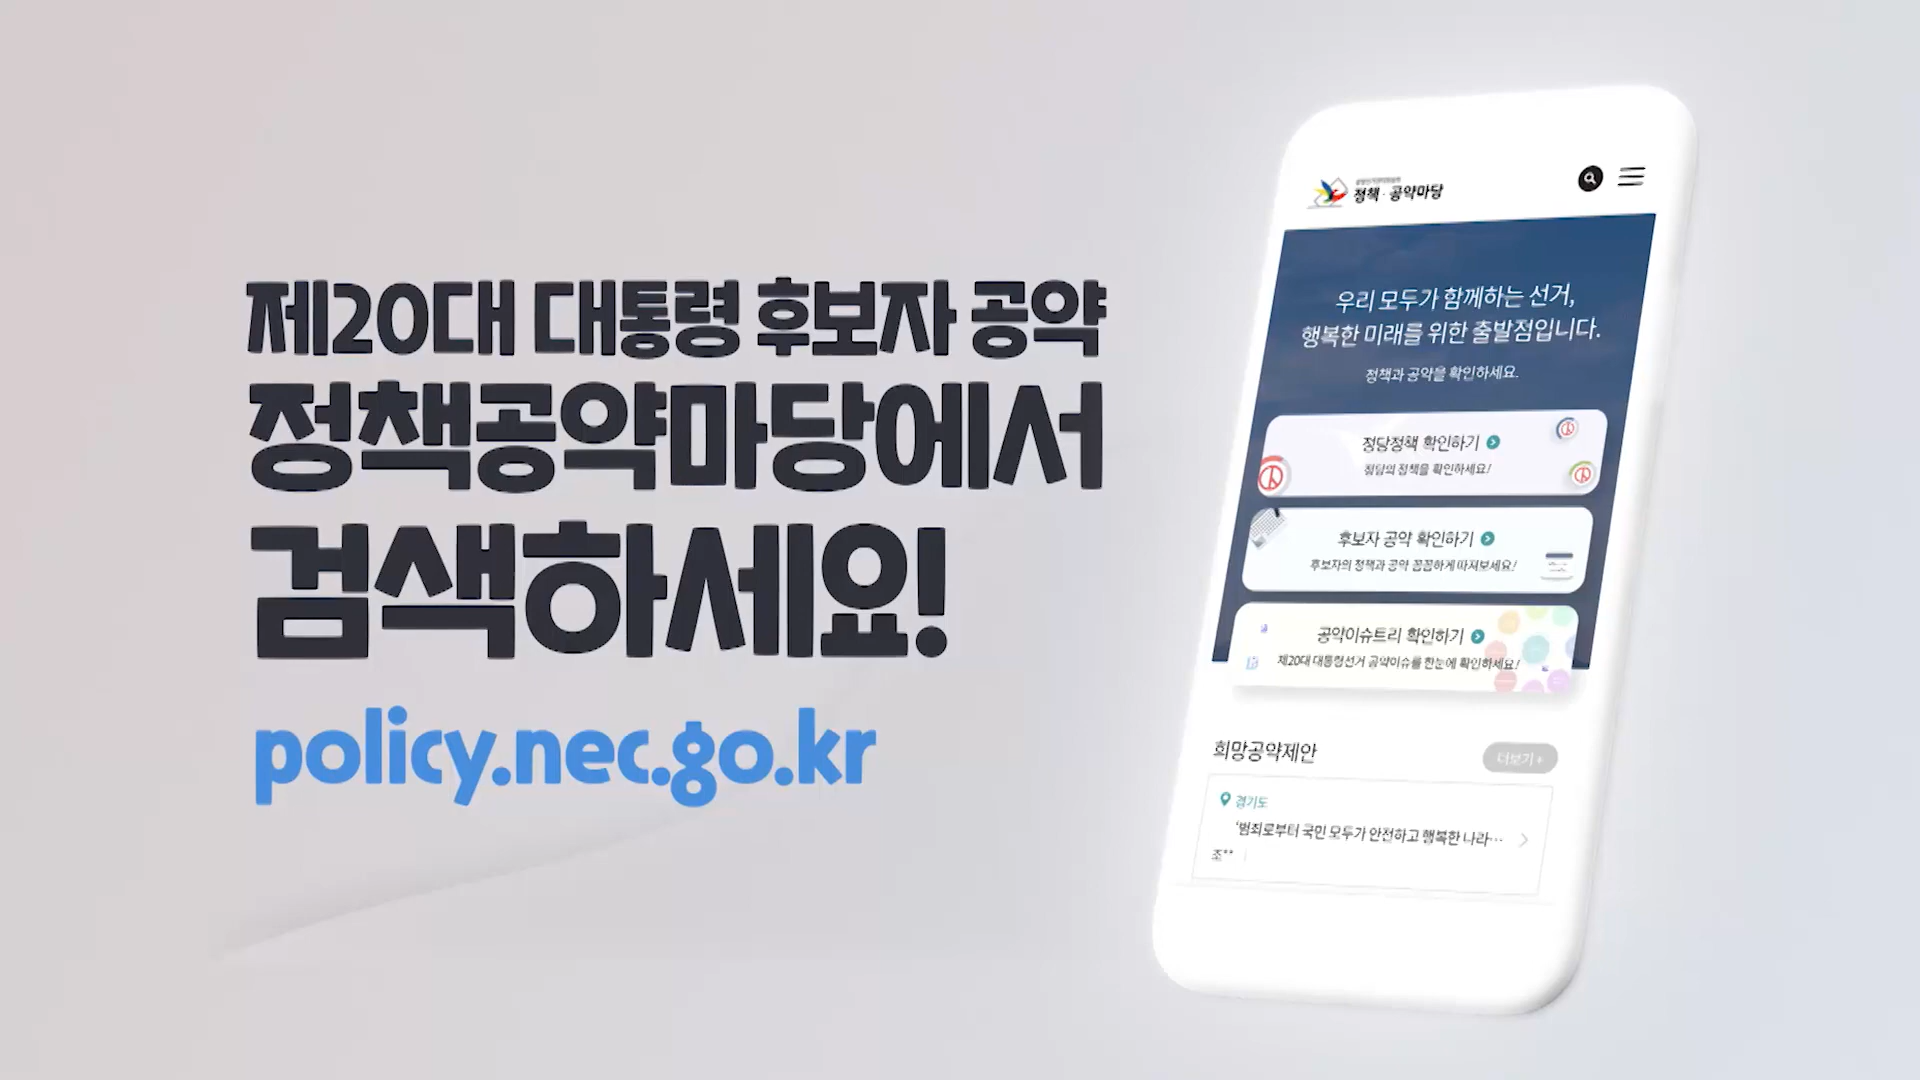 제20대 대통령 후보자 공약
정책공약마당에서
검색하세요!
policy.nec.go.kr
정책·공약마당
우리 모두가 함께하는 선거,
행복한 미래를 위한 출발점입니다.
정책과 공약을 확인하세요.
정당정책 확인하기
정당의 정책을 확인하세요!
후보자 공약 확인하기
후보자의 정책과 공약 꼼꼼하게 따져보세요!
공약이슈트리 확인하기
제20대 대통령선거 공약이슈를 한눈에 확인하세요!
희망공약제안
더보기 +
경기도
'범죄로부터 국민 모두가 안전하고 행복한 나라…
조**